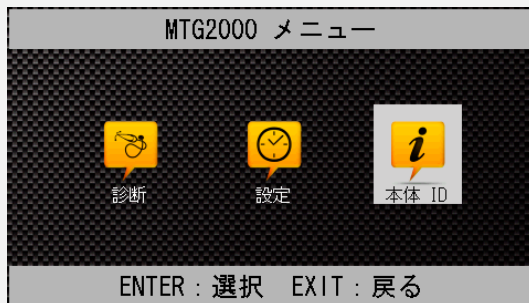 MTG2000 メニュー
診断 設定 本体 ID
ENTER：選択 EXIT：戻る